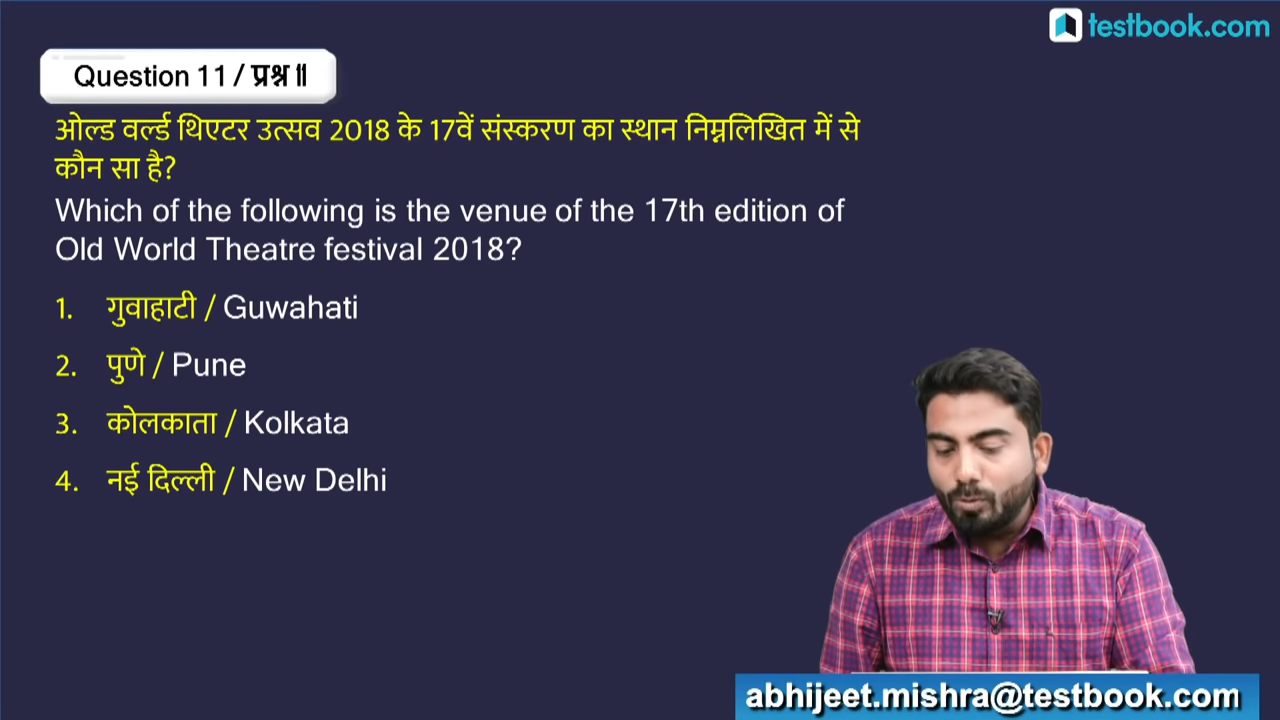 testbook.com
Question 11 / प्रश्न 11
ओल्ड वर्ल्ड थिएटर उत्सव 2018 के 17वें संस्करण का स्थान निम्नलिखित में से
कौन सा है?
Which of the following is the venue of the 17th edition of
Old World Theatre festival 2018?
1. गुवाहाटी / Guwahati
2. पुणे / Pune
3. कोलकाता / Kolkata
4. नई दिल्ली / New Delhi
abhijeet.mishra@testbook.com